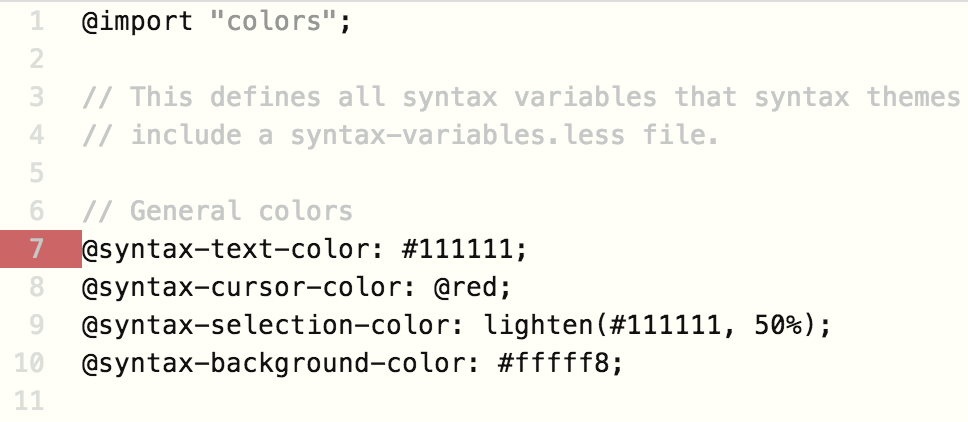 1 @import "colors";
2
3 // This defines all syntax variables that syntax themes
4 // include a syntax-variables.less file.
5
6 // General colors
7 @syntax-text-color: #111111;
8 @syntax-cursor-color: @red;
9 @syntax-selection-color: lighten(#111111, 50%);
10 @syntax-background-color: #fffff8;
11